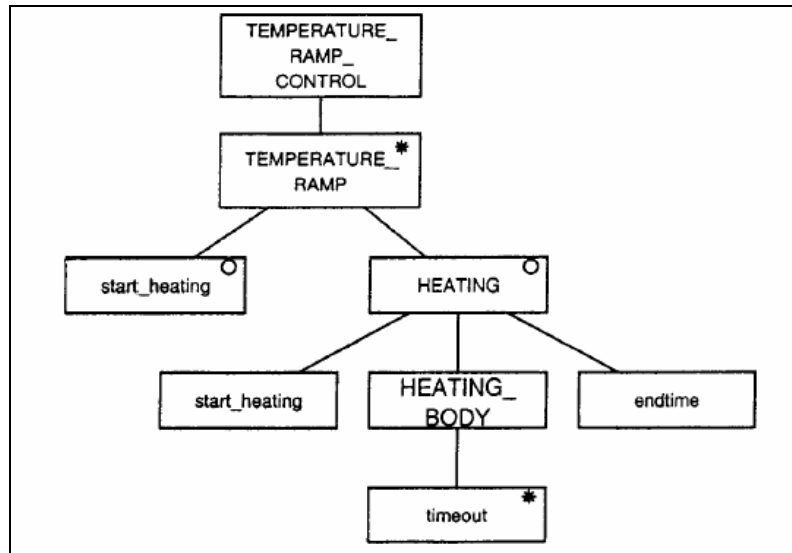 TEMPERATURE_
RAMP_
CONTROL
TEMPERATURE_ *
RAMP
start_heating
HEATING
start_heating
HEATING_
BODY
endtime
timeout *